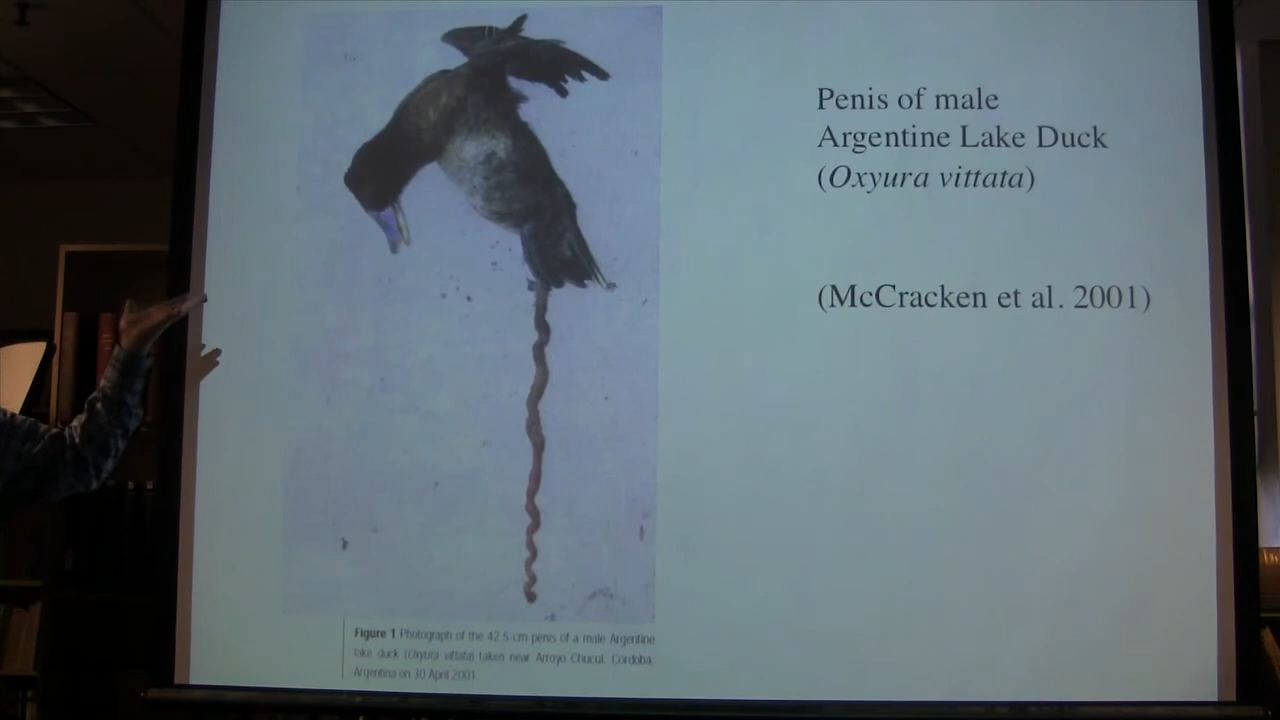 Penis of male
Argentine Lake Duck
(Oxyura vittata)
(McCracken et al. 2001)
Figure 1 Photograph of the 42.5-cm penis of a male Argentine
lake duck (Oxyura vittata) taken near Arroyo Chucul, Córdoba,
Argentina on 30 April 2001.